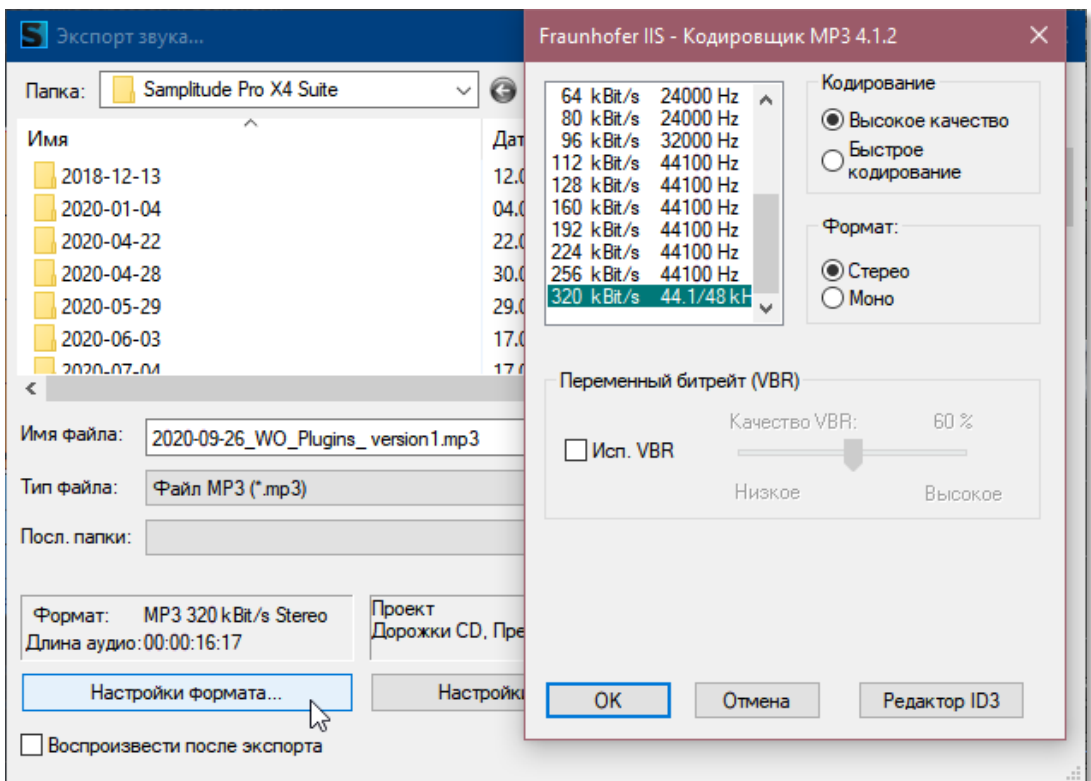 Экспорт звука...
Папка: Samplitude Pro X4 Suite
Имя
2018-12-13 12.0
2020-01-04 04.0
2020-04-22 22.0
2020-04-28 30.0
2020-05-29 29.0
2020-06-03 17.0
2020-07-04 17.0
Имя файла: 2020-09-26_WO_Plugins_ version1.mp3
Тип файла: Файл MP3 (*.mp3)
Посл. папки:
Формат: MP3 320 kBit/s Stereo
Длина аудио: 00:00:16:17
Проект
Дорожки CD,
Настройки формата...
Настройки
Воспроизвести после экспорта
Fraunhofer IIS - Кодировщик MP3 4.1.2
64 kBit/s 24000 Hz
80 kBit/s 24000 Hz
96 kBit/s 32000 Hz
112 kBit/s 44100 Hz
128 kBit/s 44100 Hz
160 kBit/s 44100 Hz
192 kBit/s 44100 Hz
224 kBit/s 44100 Hz
256 kBit/s 44100 Hz
320 kBit/s 44.1/48 kH
Кодирование
Высокое качество
Быстрое
кодирование
Формат:
Стерео
Моно
Переменный битрейт (VBR)
Качество VBR: 60 %
Исп. VBR
Низкое Высокое
OK
Отмена
Редактор ID3